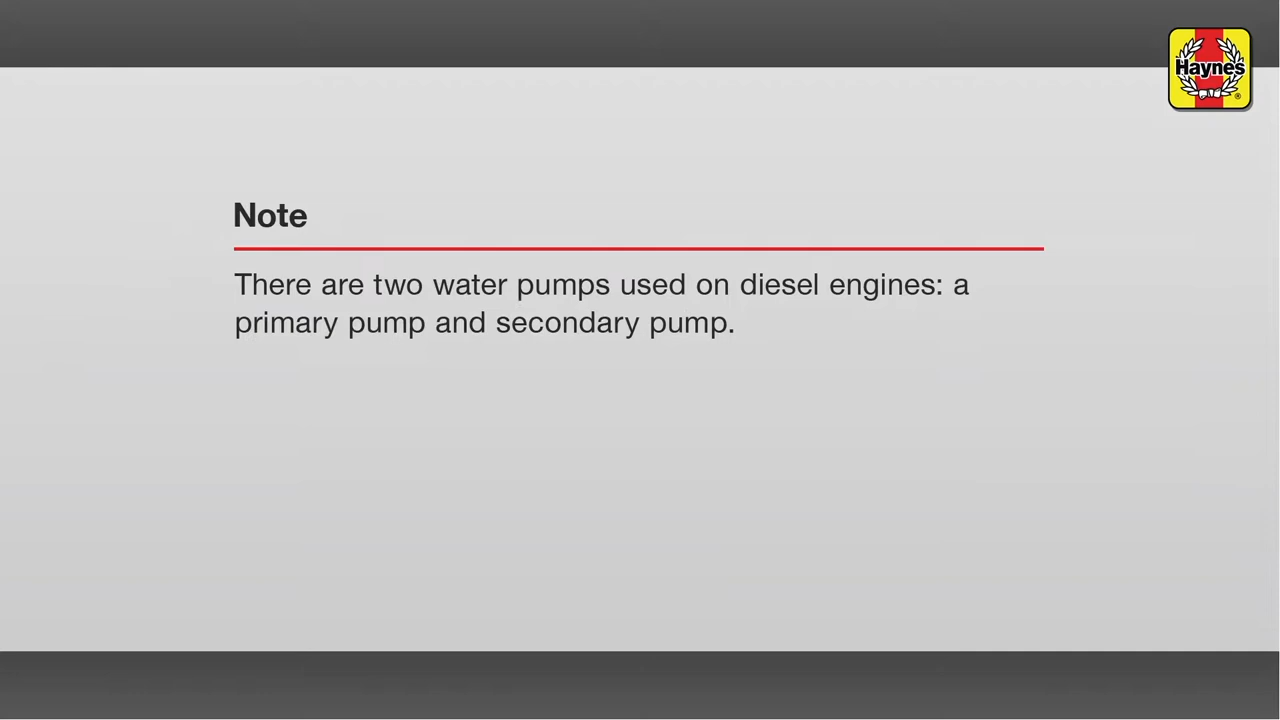 Haynes
Note
There are two water pumps used on diesel engines: a
primary pump and secondary pump.